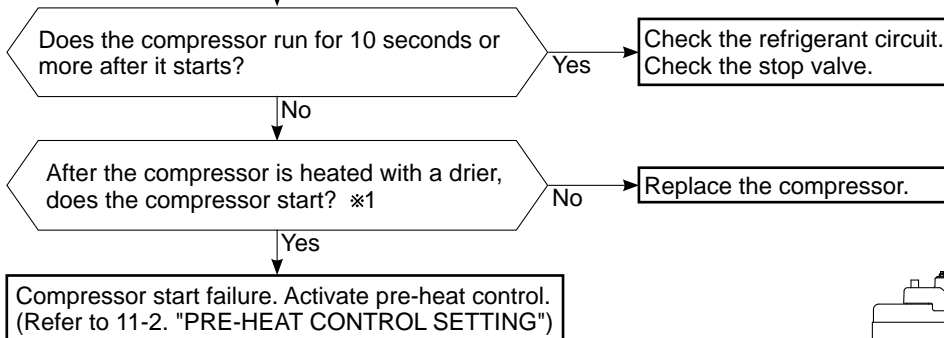 Does the compressor run for 10 seconds or
more after it starts?
Yes
Check the refrigerant circuit.
Check the stop valve.
No
After the compressor is heated with a drier,
does the compressor start? ※1
No
Replace the compressor.
Yes
Compressor start failure. Activate pre-heat control.
(Refer to 11-2. "PRE-HEAT CONTROL SETTING")